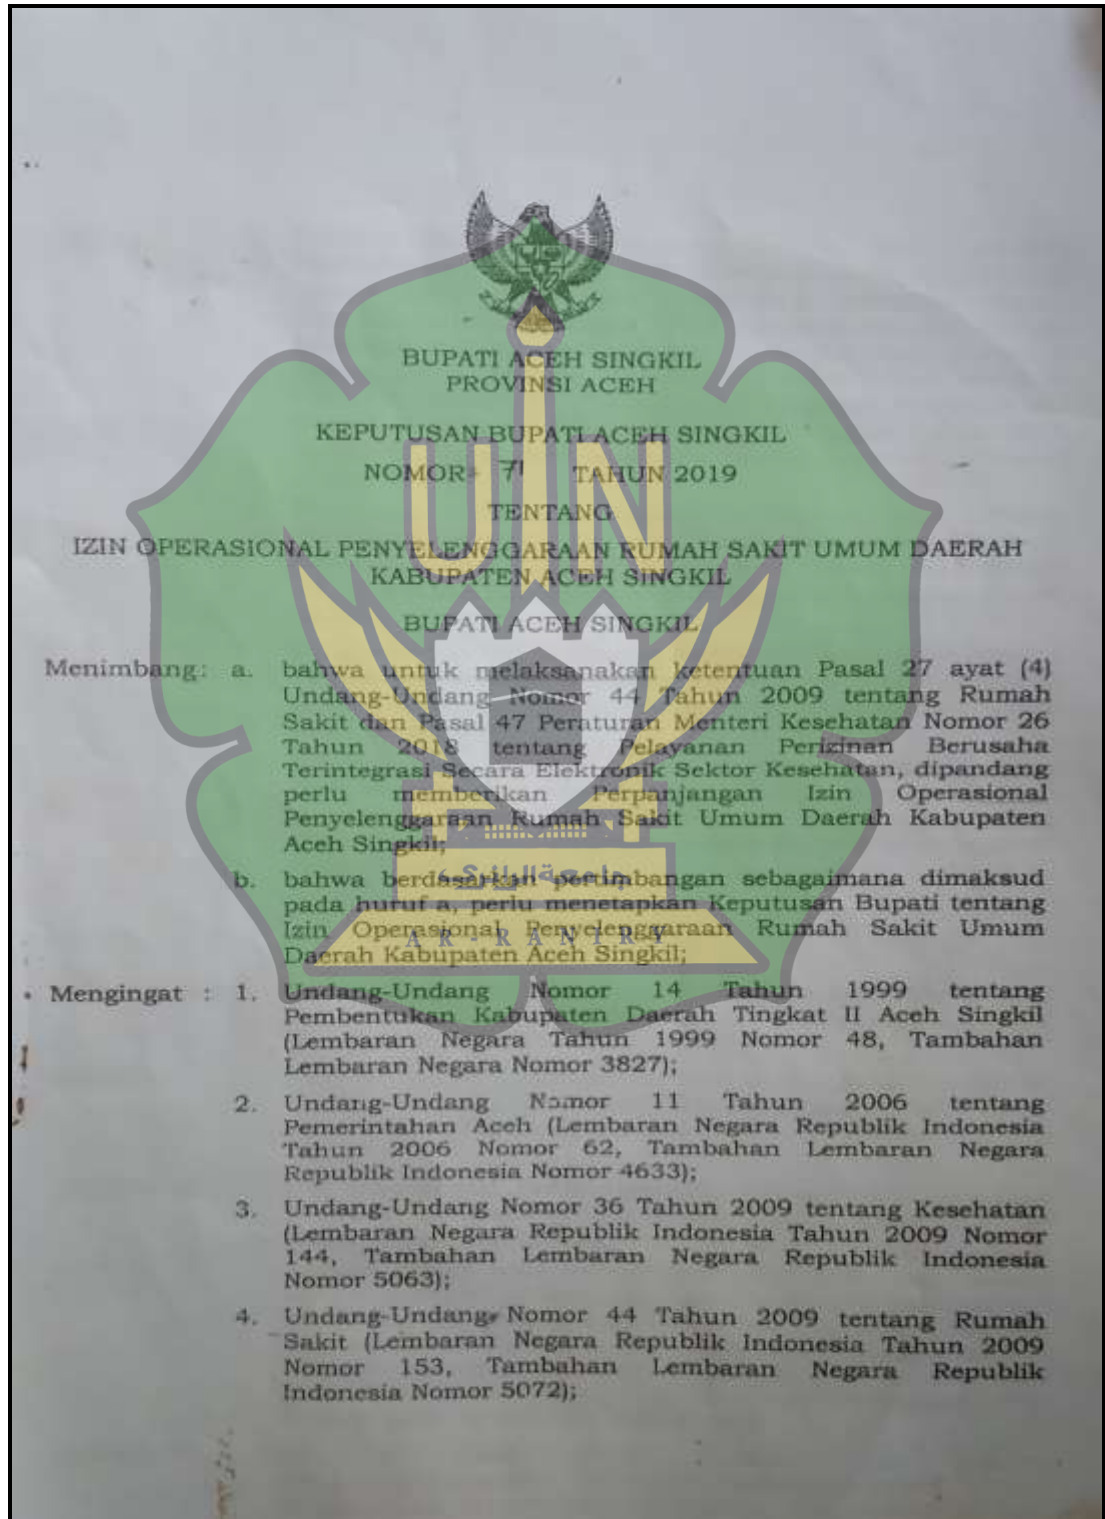 BUPATI ACEH SINGKIL
PROVINSI ACEH
KEPUTUSAN BUPATI ACEH SINGKIL
NOMOR 71 TAHUN 2019
TENTANG
IZIN OPERASIONAL PENYELENGGARAAN RUMAH SAKIT UMUM DAERAH
KABUPATEN ACEH SINGKIL
BUPATI ACEH SINGKIL
Menimbang : a. bahwa untuk melaksanakan ketentuan Pasal 27 ayat (4)
Undang-Undang Nomor 44 Tahun 2009 tentang Rumah
Sakit dan Pasal 47 Peraturan Menteri Kesehatan Nomor 26
Tahun 2018 tentang Pelayanan Perizinan Berusaha
Terintegrasi Secara Elektronik Sektor Kesehatan, dipandang
perlu memberikan Perpanjangan Izin Operasional
Penyelenggaraan Rumah Sakit Umum Daerah Kabupaten
Aceh Singkil;
b. bahwa berdasarkan pertimbangan sebagaimana dimaksud
pada huruf a, perlu menetapkan Keputusan Bupati tentang
Izin Operasional Penyelenggaraan Rumah Sakit Umum
Daerah Kabupaten Aceh Singkil;
Mengingat : 1. Undang-Undang Nomor 14 Tahun 1999 tentang
Pembentukan Kabupaten Daerah Tingkat II Aceh Singkil
(Lembaran Negara Tahun 1999 Nomor 48, Tambahan
Lembaran Negara Nomor 3827);
2. Undang-Undang Nomor 11 Tahun 2006 tentang
Pemerintahan Aceh (Lembaran Negara Republik Indonesia
Tahun 2006 Nomor 62, Tambahan Lembaran Negara
Republik Indonesia Nomor 4633);
3. Undang-Undang Nomor 36 Tahun 2009 tentang Kesehatan
(Lembaran Negara Republik Indonesia Tahun 2009 Nomor
144, Tambahan Lembaran Negara Republik Indonesia
Nomor 5063);
4. Undang-Undang Nomor 44 Tahun 2009 tentang Rumah
Sakit (Lembaran Negara Republik Indonesia Tahun 2009
Nomor 153, Tambahan Lembaran Negara Republik
Indonesia Nomor 5072);
UIN
جامعة الرانري
AR-RANIRY